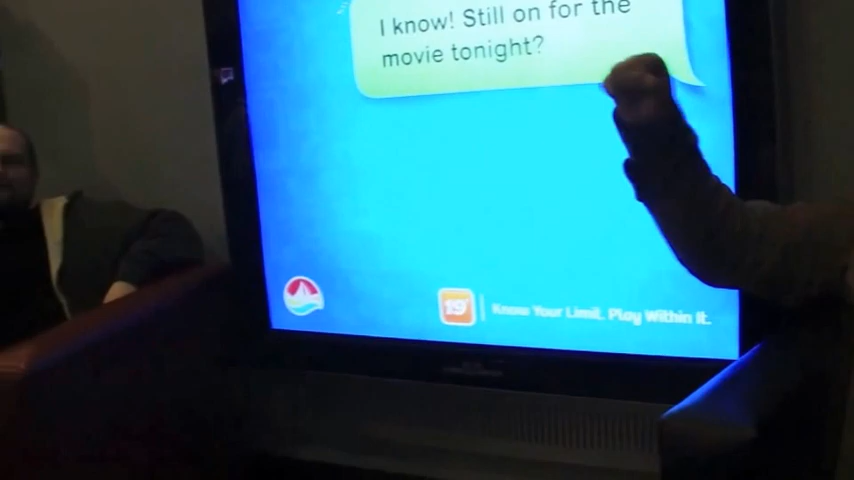 I know! Still on for the
movie tonight?
19+
Know Your Limit, Play Within It.